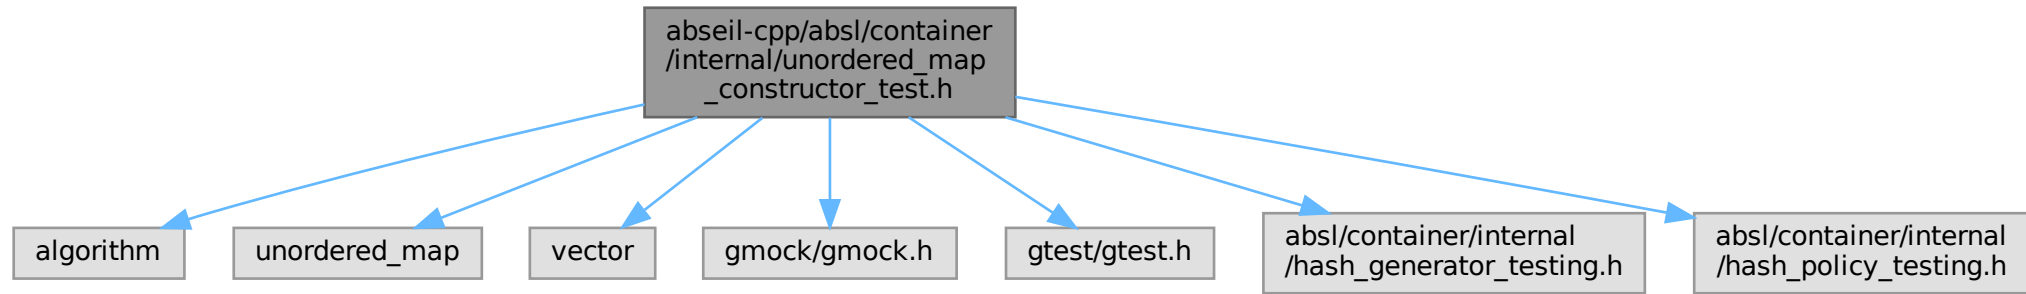 abseil-cpp/absl/container
/internal/unordered_map
_constructor_test.h
algorithm
unordered_map
vector
gmock/gmock.h
gtest/gtest.h
absl/container/internal
/hash_generator_testing.h
absl/container/internal
/hash_policy_testing.h